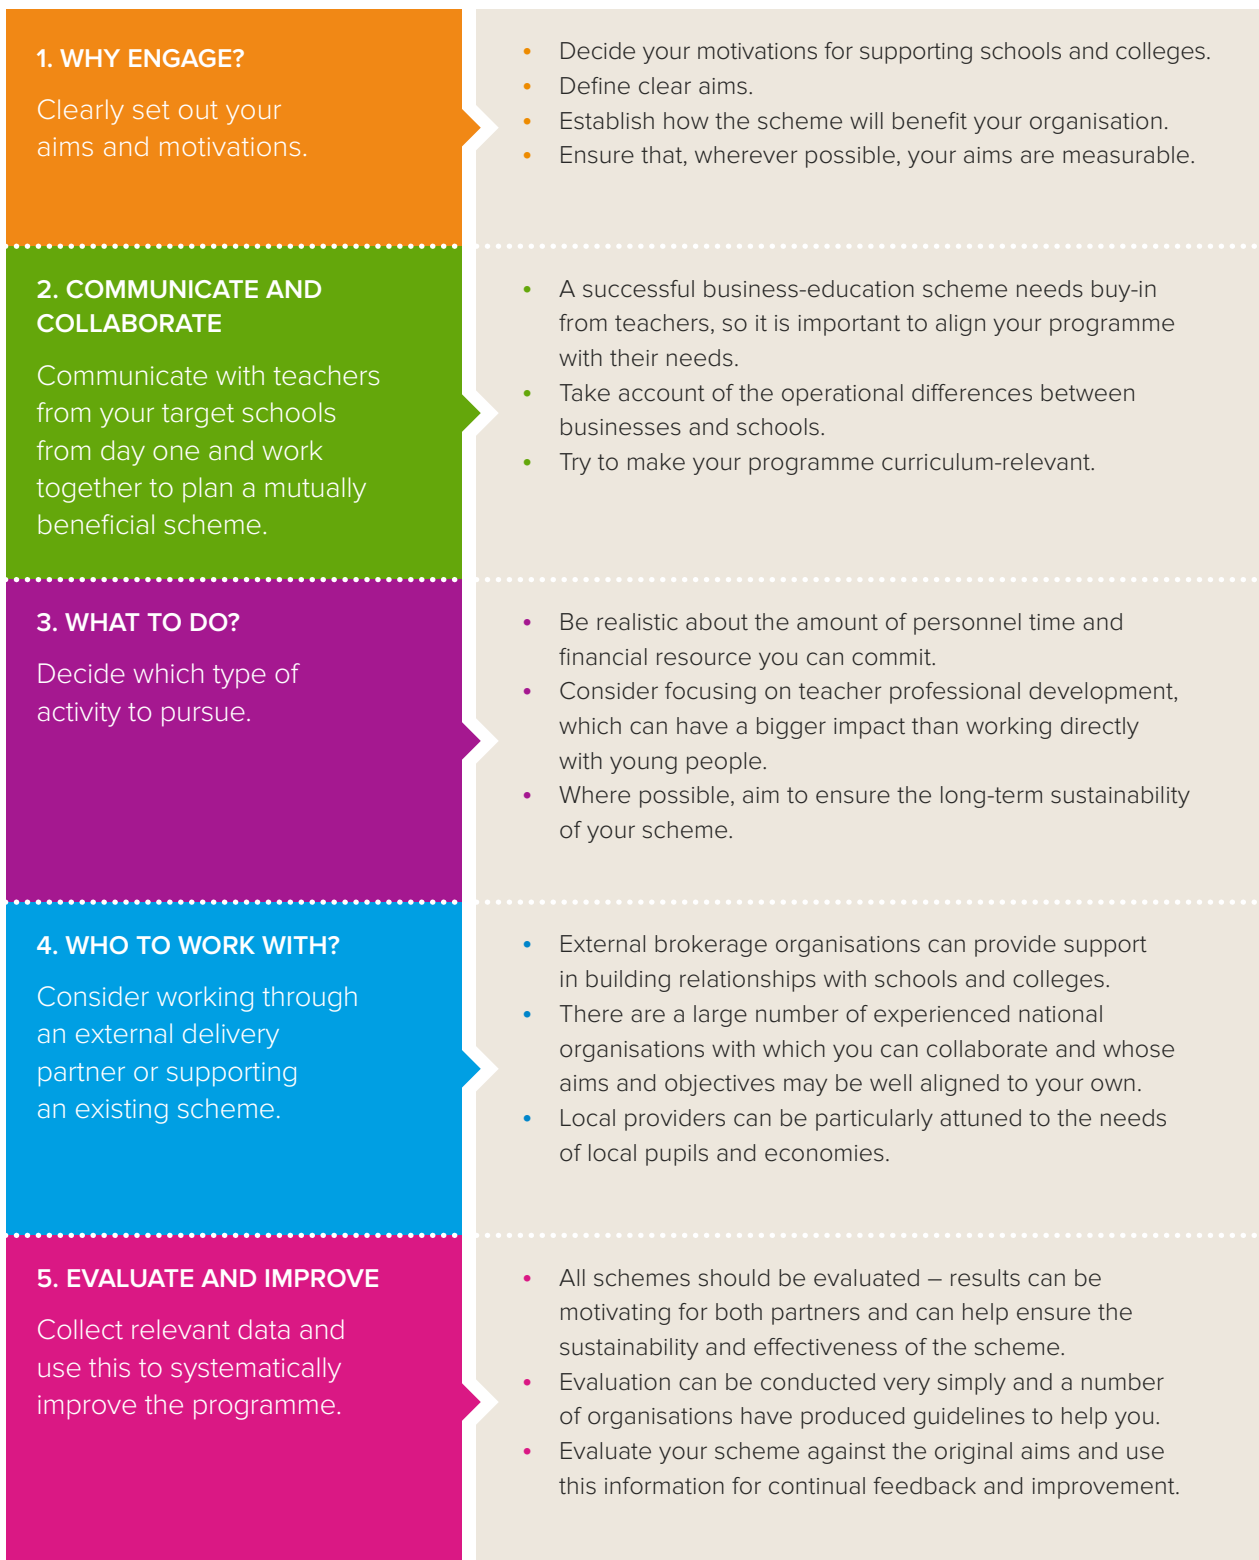 1. WHY ENGAGE?
Clearly set out your
aims and motivations.
• Decide your motivations for supporting schools and colleges.
• Define clear aims.
• Establish how the scheme will benefit your organisation.
• Ensure that, wherever possible, your aims are measurable.
2. COMMUNICATE AND
COLLABORATE
Communicate with teachers
from your target schools
from day one and work
together to plan a mutually
beneficial scheme.
• A successful business-education scheme needs buy-in
from teachers, so it is important to align your programme
with their needs.
• Take account of the operational differences between
businesses and schools.
• Try to make your programme curriculum-relevant.
3. WHAT TO DO?
Decide which type of
activity to pursue.
• Be realistic about the amount of personnel time and
financial resource you can commit.
• Consider focusing on teacher professional development,
which can have a bigger impact than working directly
with young people.
• Where possible, aim to ensure the long-term sustainability
of your scheme.
4. WHO TO WORK WITH?
Consider working through
an external delivery
partner or supporting
an existing scheme.
• External brokerage organisations can provide support
in building relationships with schools and colleges.
• There are a large number of experienced national
organisations with which you can collaborate and whose
aims and objectives may be well aligned to your own.
• Local providers can be particularly attuned to the needs
of local pupils and economies.
5. EVALUATE AND IMPROVE
Collect relevant data and
use this to systematically
improve the programme.
• All schemes should be evaluated – results can be
motivating for both partners and can help ensure the
sustainability and effectiveness of the scheme.
• Evaluation can be conducted very simply and a number
of organisations have produced guidelines to help you.
• Evaluate your scheme against the original aims and use
this information for continual feedback and improvement.